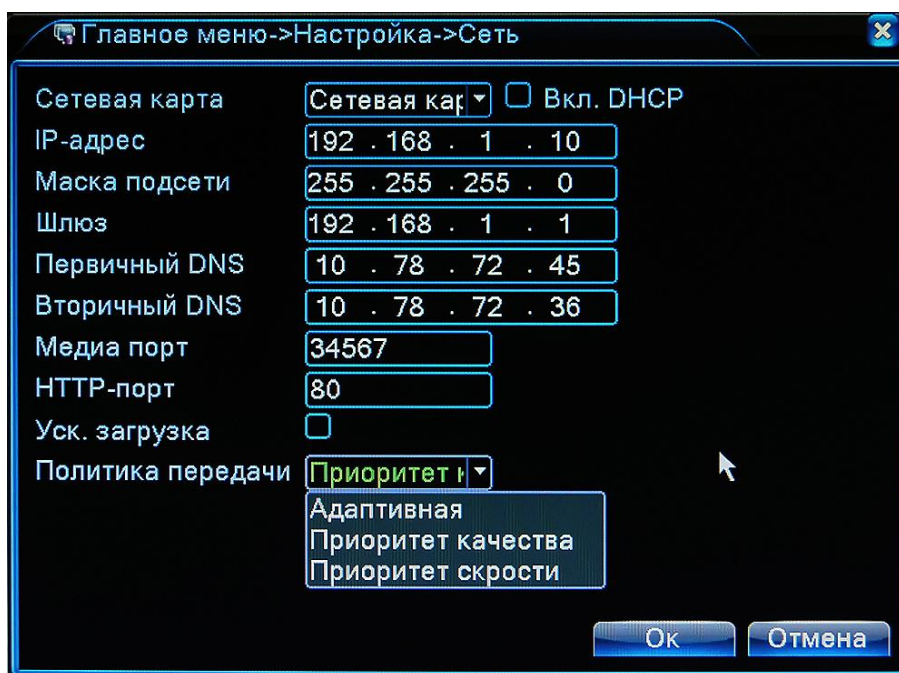 Главное меню->Настройка->Сеть
Сетевая карта Сетевая кар Вкл. DHCP
IP-адрес 192 . 168 . 1 . 10
Маска подсети 255 . 255 . 255 . 0
Шлюз 192 . 168 . 1 . 1
Первичный DNS 10 . 78 . 72 . 45
Вторичный DNS 10 . 78 . 72 . 36
Медиа порт 34567
HTTP-порт 80
Уск. загрузка
Политика передачи Приоритет к
Адаптивная
Приоритет качества
Приоритет скрости
Ок Отмена